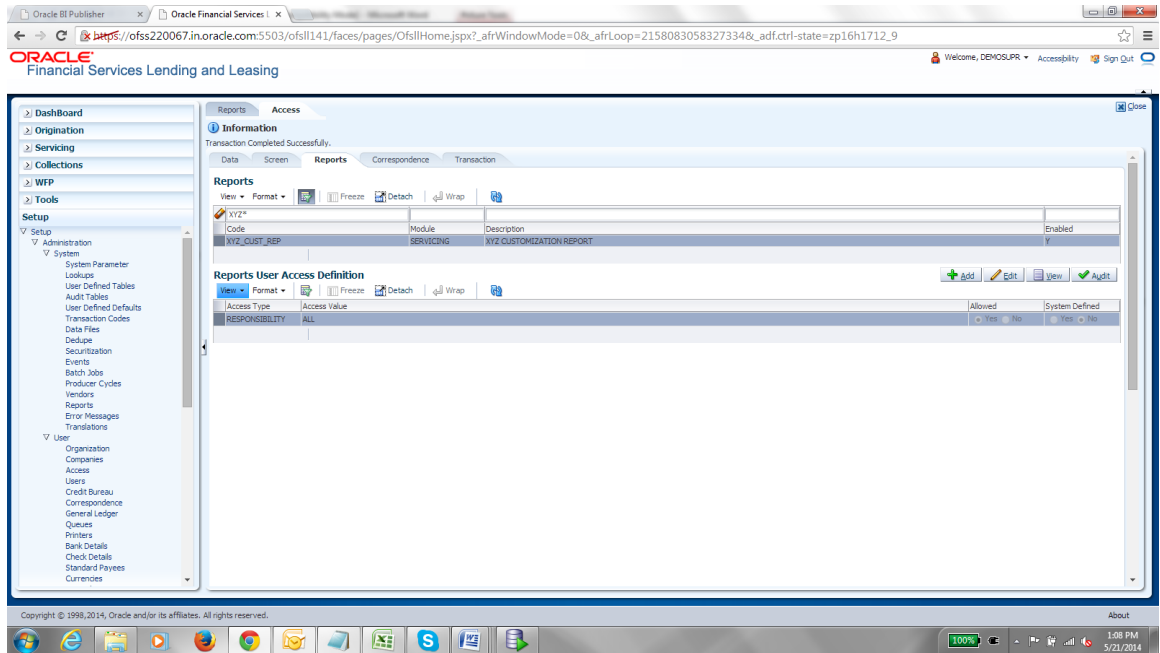 Oracle BI Publisher
Oracle Financial Services L
https://ofss220067.in.oracle.com:5503/ofsll141/faces/pages/OfsllHome.jspx?_afrWindowMode=0&_afrLoop=2158083058327334&_adf.ctrl-state=zp16h1712_9
ORACLE
Financial Services Lending and Leasing
Welcome, DEMOSUPR
Accessibility
Sign Out
DashBoard
Origination
Servicing
Collections
WFP
Tools
Setup
Setup
Administration
System
System Parameter
Lookups
User Defined Tables
Audit Tables
User Defined Defaults
Transaction Codes
Data Files
Dedupe
Securitization
Events
Batch Jobs
Producer Cycles
Vendors
Reports
Error Messages
Translations
User
Organization
Companies
Access
Users
Credit Bureau
Correspondence
General Ledger
Queues
Printers
Bank Details
Check Details
Standard Payees
Currencies
Reports Access
Close
Information
Transaction Completed Successfully.
Data Screen Reports Correspondence Transaction
Reports
View Format Freeze Detach Wrap
XYZ*
Code Module Description Enabled
XYZ_CUST_REP SERVICING XYZ CUSTOMIZATION REPORT Y
Reports User Access Definition
Add Edit View Audit
View Format Freeze Detach Wrap
Access Type Access Value Allowed System Defined
RESPONSIBILITY ALL Yes No Yes No
Copyright © 1998,2014, Oracle and/or its affiliates. All rights reserved.
About
100%
1:08 PM
5/21/2014